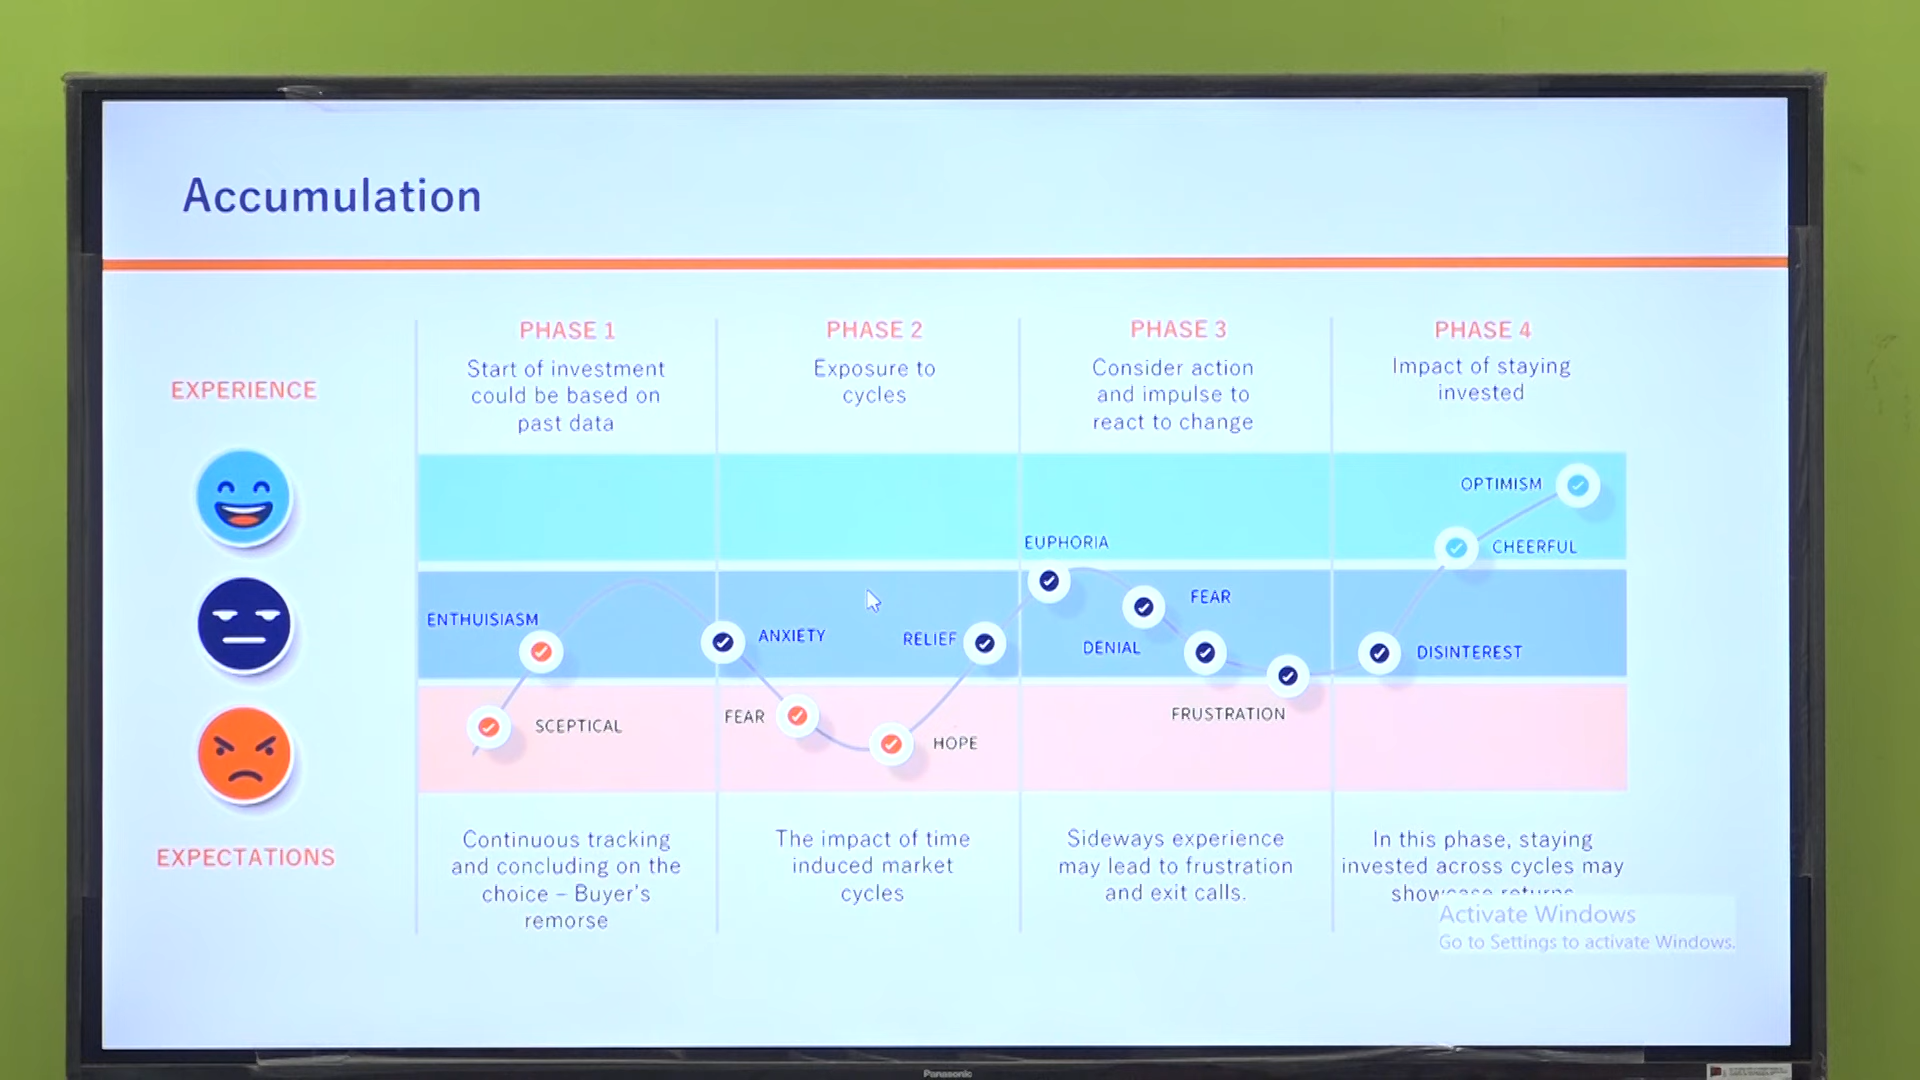 Accumulation
EXPERIENCE
PHASE 1
Start of investment
could be based on
past data
PHASE 2
Exposure to
cycles
PHASE 3
Consider action
and impulse to
react to change
PHASE 4
Impact of staying
invested
OPTIMISM
CHEERFUL
EUPHORIA
ENTHUISIASM
ANXIETY
RELIEF
FEAR
DENIAL
DISINTEREST
SCEPTICAL
FEAR
HOPE
FRUSTRATION
EXPECTATIONS
Continuous tracking
and concluding on the
choice – Buyer's
remorse
The impact of time
induced market
cycles
Sideways experience
may lead to frustration
and exit calls.
In this phase, staying
invested across cycles may
showcase returns
Activate Windows
Go to Settings to activate Windows.
Panasonic